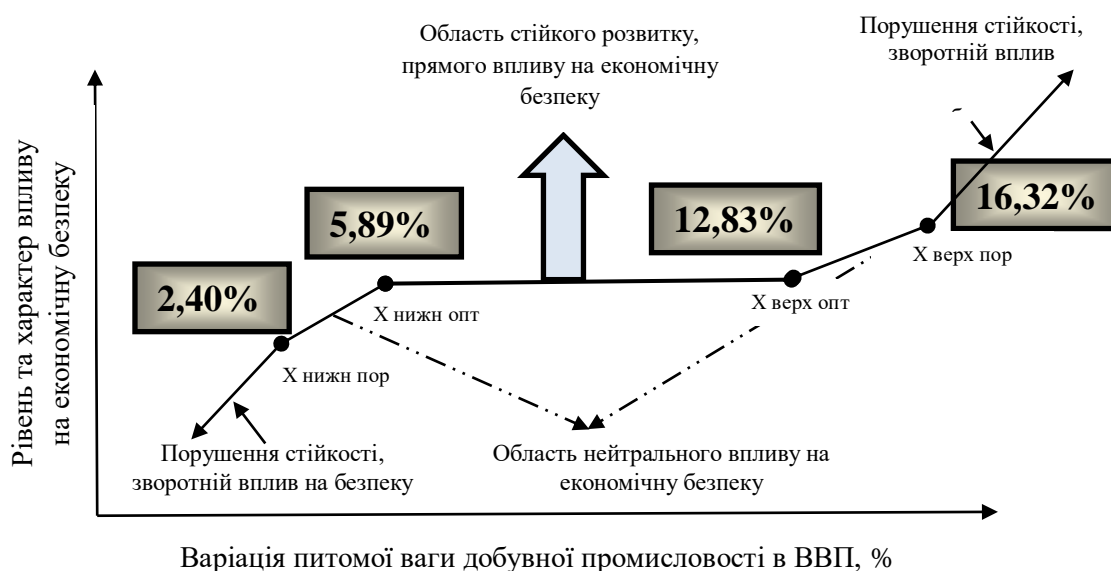 Область стійкого розвитку,
прямого впливу на економічну
безпеку
Порушення стійкості,
зворотній вплив
Рівень та характер впливу
на економічну безпеку
2,40%
5,89%
12,83%
16,32%
Х нижн пор
Х нижн опт
Х верх опт
Х верх пор
Порушення стійкості,
зворотній вплив на безпеку
Область нейтрального впливу на
економічну безпеку
Варіація питомої ваги добувної промисловості в ВВП, %